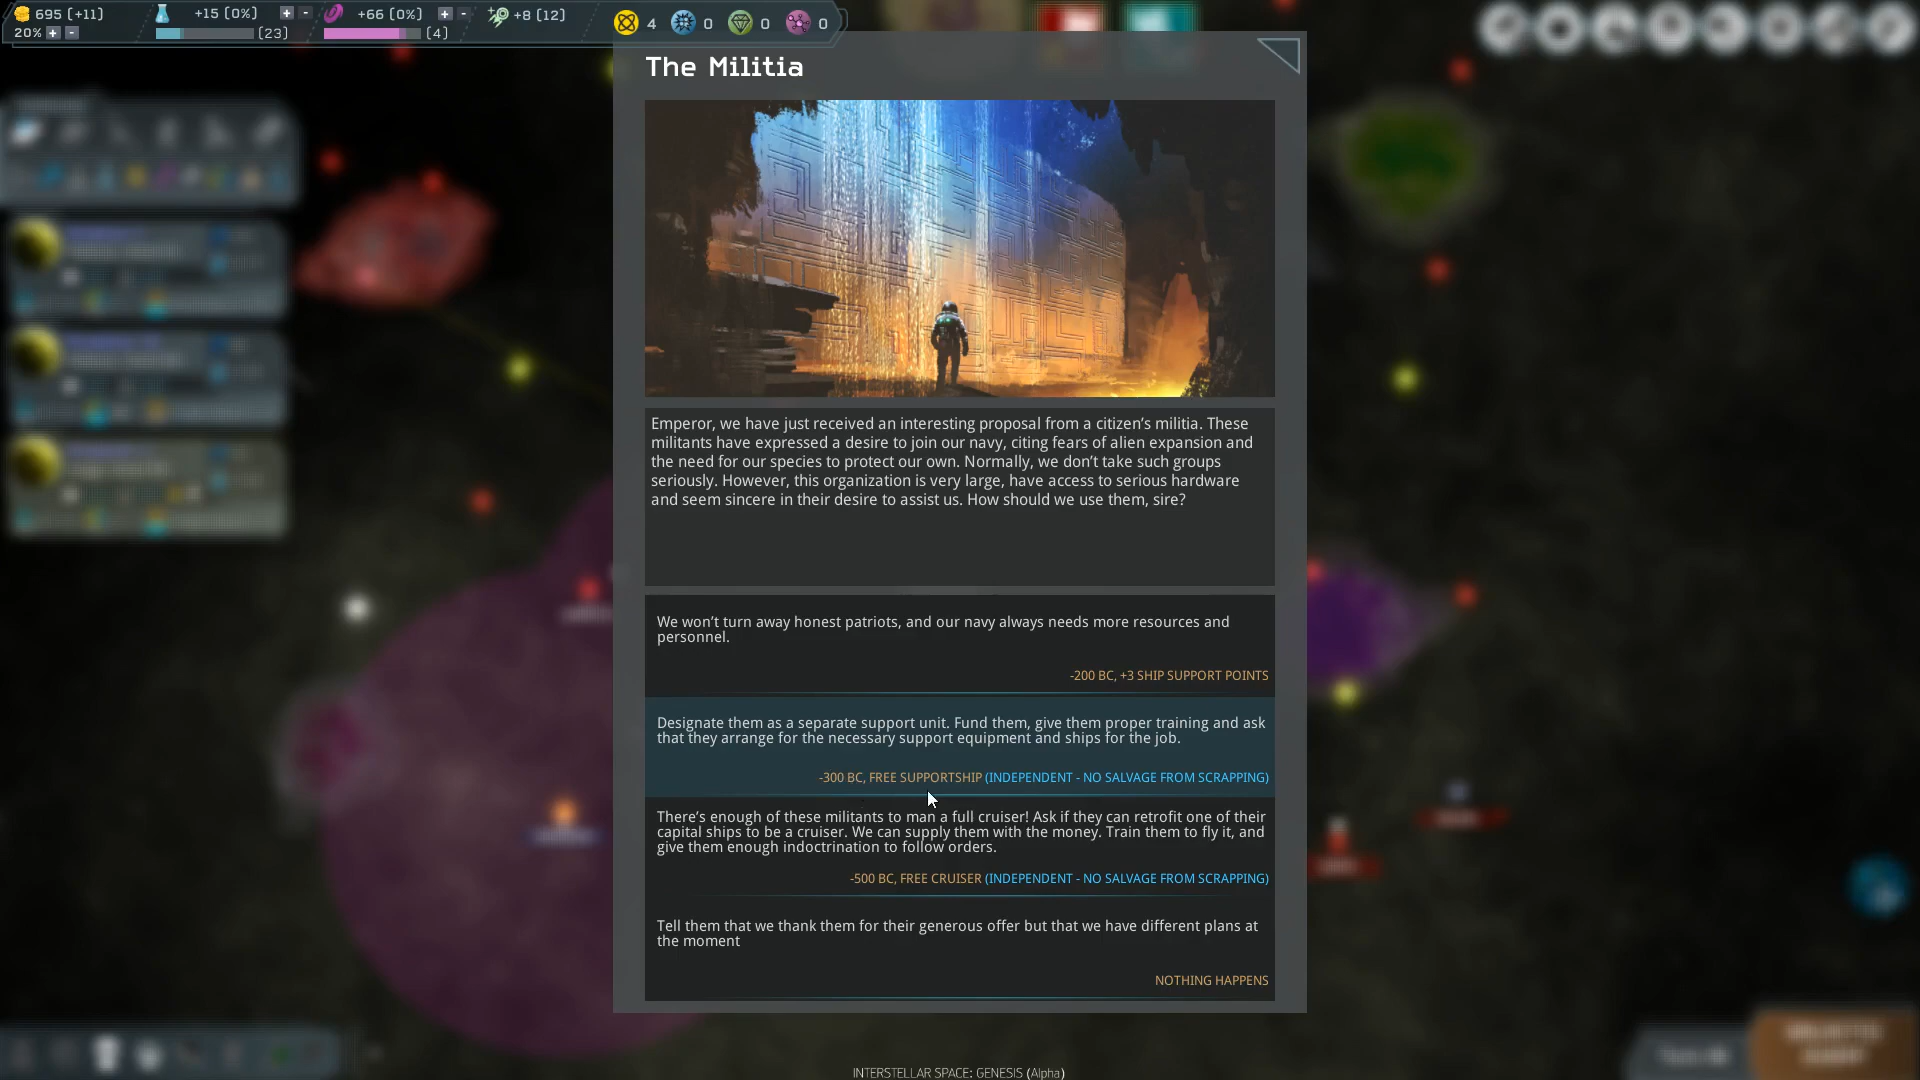 695 (+11)
20% + -
+15 (0%) + -
(23)
+66 (0%) + -
(4)
+8 (12)
4
0
0
0
The Militia
Emperor, we have just received an interesting proposal from a citizen's militia. These
militants have expressed a desire to join our navy, citing fears of alien expansion and
the need for our species to protect our own. Normally, we don't take such groups
seriously. However, this organization is very large, have access to serious hardware
and seem sincere in their desire to assist us. How should we use them, sire?
We won't turn away honest patriots, and our navy always needs more resources and
personnel.
-200 BC, +3 SHIP SUPPORT POINTS
Designate them as a separate support unit. Fund them, give them proper training and ask
that they arrange for the necessary support equipment and ships for the job.
-300 BC, FREE SUPPORTSHIP (INDEPENDENT - NO SALVAGE FROM SCRAPPING)
There's enough of these militants to man a full cruiser! Ask if they can retrofit one of their
capital ships to be a cruiser. We can supply them with the money. Train them to fly it, and
give them enough indoctrination to follow orders.
-500 BC, FREE CRUISER (INDEPENDENT - NO SALVAGE FROM SCRAPPING)
Tell them that we thank them for their generous offer but that we have different plans at
the moment
NOTHING HAPPENS
INTERSTELLAR SPACE: GENESIS (Alpha)